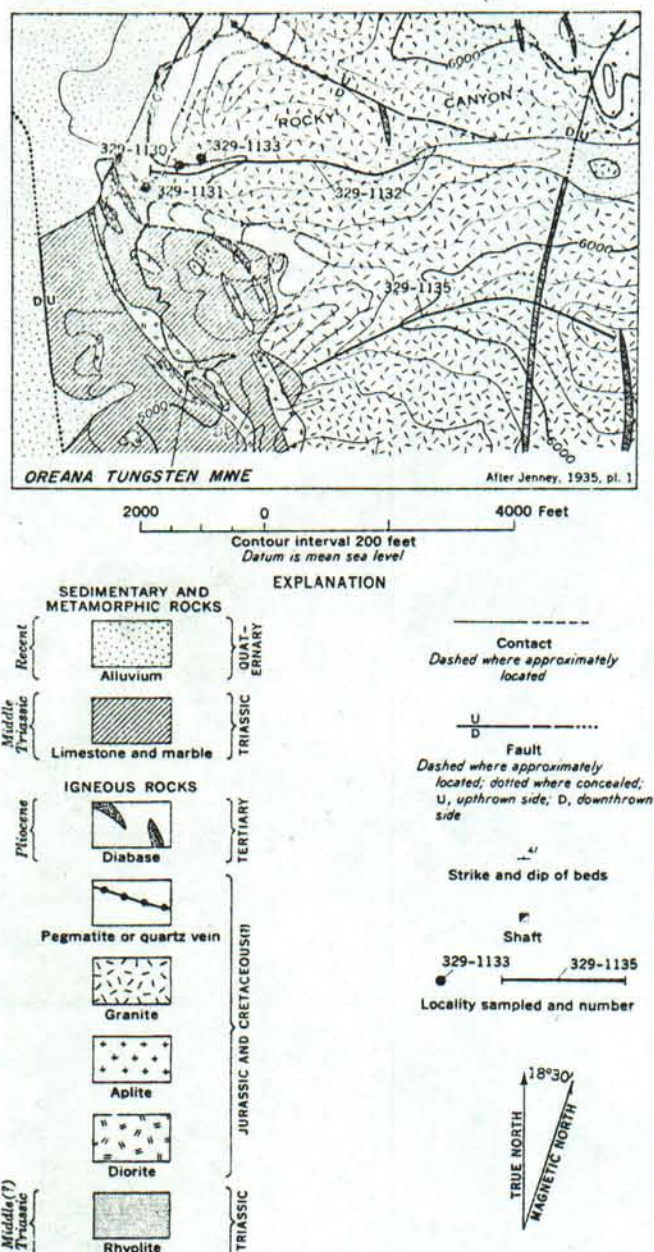 6000
U
D
CANYON
ROCKY
329-1130
329-1133
D U
329-1131
329-1132
6000
329-1135
D U
6000
6000
OREANA TUNGSTEN MWNE
After Jenney, 1935, pl. 1
2000 0 4000 Feet
Contour interval 200 feet
Datum is mean sea level
EXPLANATION
SEDIMENTARY AND
METAMORPHIC ROCKS
Recent
Alluvium
QUAT-
ERNARY
Middle
Triassic
Limestone and marble
TRIASSIC
IGNEOUS ROCKS
Pliocene
Diabase
TERTIARY
Pegmatite or quartz vein
Granite
Aplite
Diorite
JURASSIC AND CRETACEOUS(?)
Middle(?)
Triassic
Rhyolite
TRIASSIC
Contact
Dashed where approximately
located
U
D
Fault
Dashed where approximately
located; dotted where concealed;
U, upthrown side; D, downthrown
side
Strike and dip of beds
Shaft
329-1133
329-1135
Locality sampled and number
18°30'
TRUE NORTH
MAGNETIC NORTH